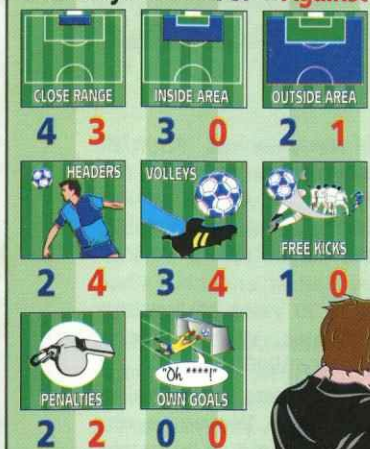 Against
CLOSE RANGE INSIDE AREA OUTSIDE AREA
4 3 3 0 2 1
HEADERS VOLLEYS FREE KICKS
2 4 3 4 1 0
"Oh ****!"
PENALTIES OWN GOALS
2 2 0 0